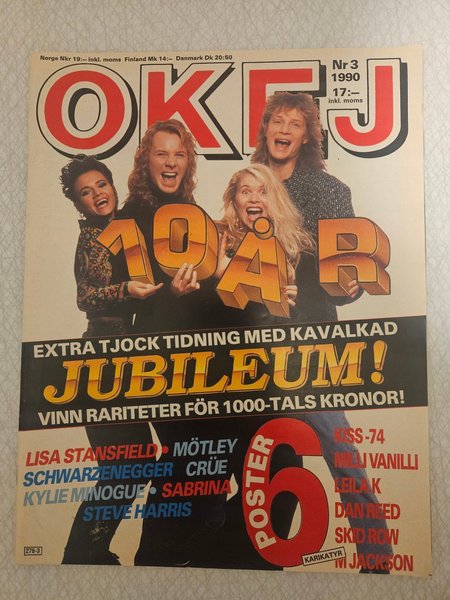 Norge Nkr 19:– inkl. moms Finland Mk 14:– Danmark Dk 20:50
OKEJ
Nr 3
1990
17:–
inkl. moms
10 ÅR
EXTRA TJOCK TIDNING MED KAVALKAD
JUBILEUM!
VINN RARITETER FÖR 1000-TALS KRONOR!
LISA STANSFIELD • MÖTLEY
SCHWARZENEGGER CRÜE
KYLIE MINOGUE • SABRINA
STEVE HARRIS
POSTER
6
KARIKATYR
KISS -74
MILLI VANILLI
LEILA K
DAN REED
SKID ROW
M JACKSON
276-3